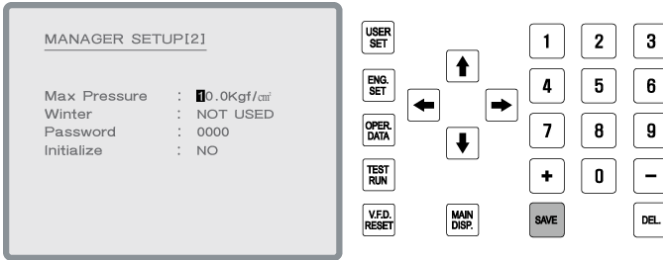 MANAGER SETUP[2]
Max Pressure : 10.0Kgf/㎠
Winter : NOT USED
Password : 0000
Initialize : NO
USER SET
ENG. SET
OPER. DATA
TEST RUN
V.F.D. RESET
MAIN DISP.
1 2 3
4 5 6
7 8 9
+ 0 −
SAVE DEL.